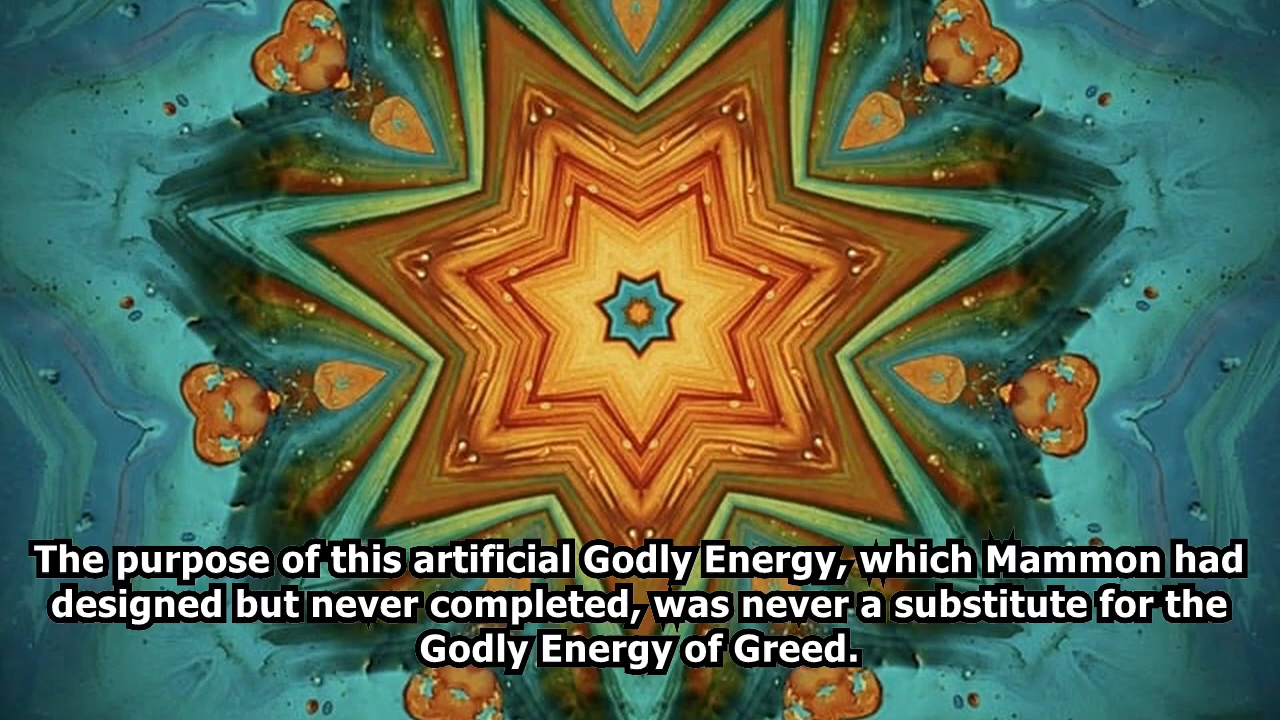 The purpose of this artificial Godly Energy, which Mammon had
designed but never completed, was never a substitute for the
Godly Energy of Greed.